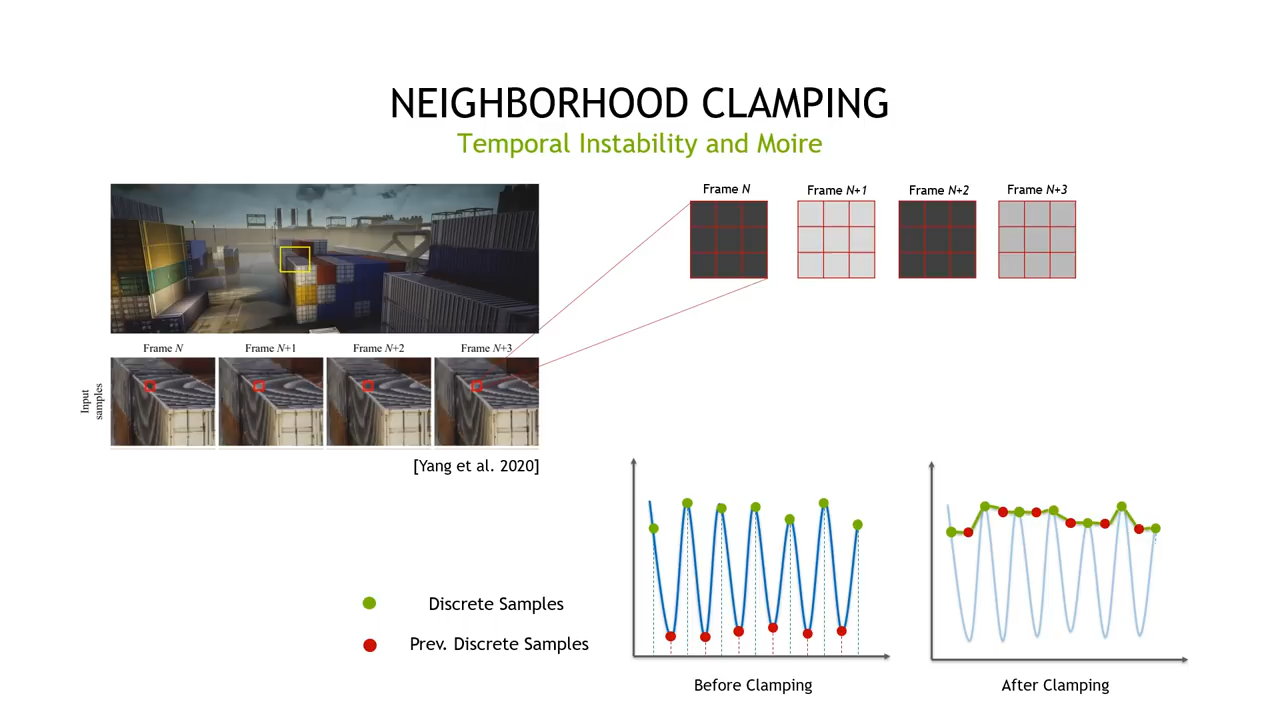 NEIGHBORHOOD CLAMPING
Temporal Instability and Moire
Frame N
Frame N+1
Frame N+2
Frame N+3
Frame N
Frame N+1
Frame N+2
Frame N+3
Input
samples
[Yang et al. 2020]
Discrete Samples
Prev. Discrete Samples
Before Clamping
After Clamping